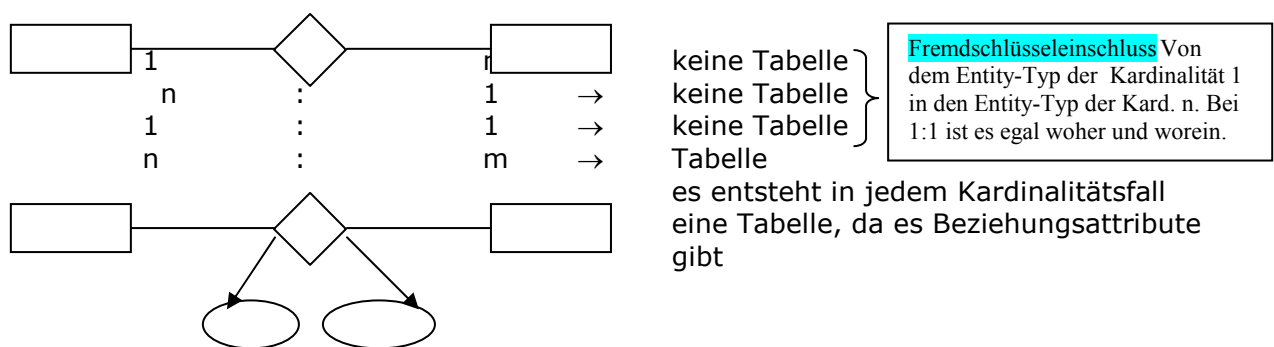 1 keine Tabelle
n : 1 → keine Tabelle
1 : 1 → keine Tabelle
n : m → Tabelle
es entsteht in jedem Kardinalitätsfall
eine Tabelle, da es Beziehungsattribute
gibt
Fremdschlüsseleinschluss Von
dem Entity-Typ der Kardinalität 1
in den Entity-Typ der Kard. n. Bei
1:1 ist es egal woher und worein.